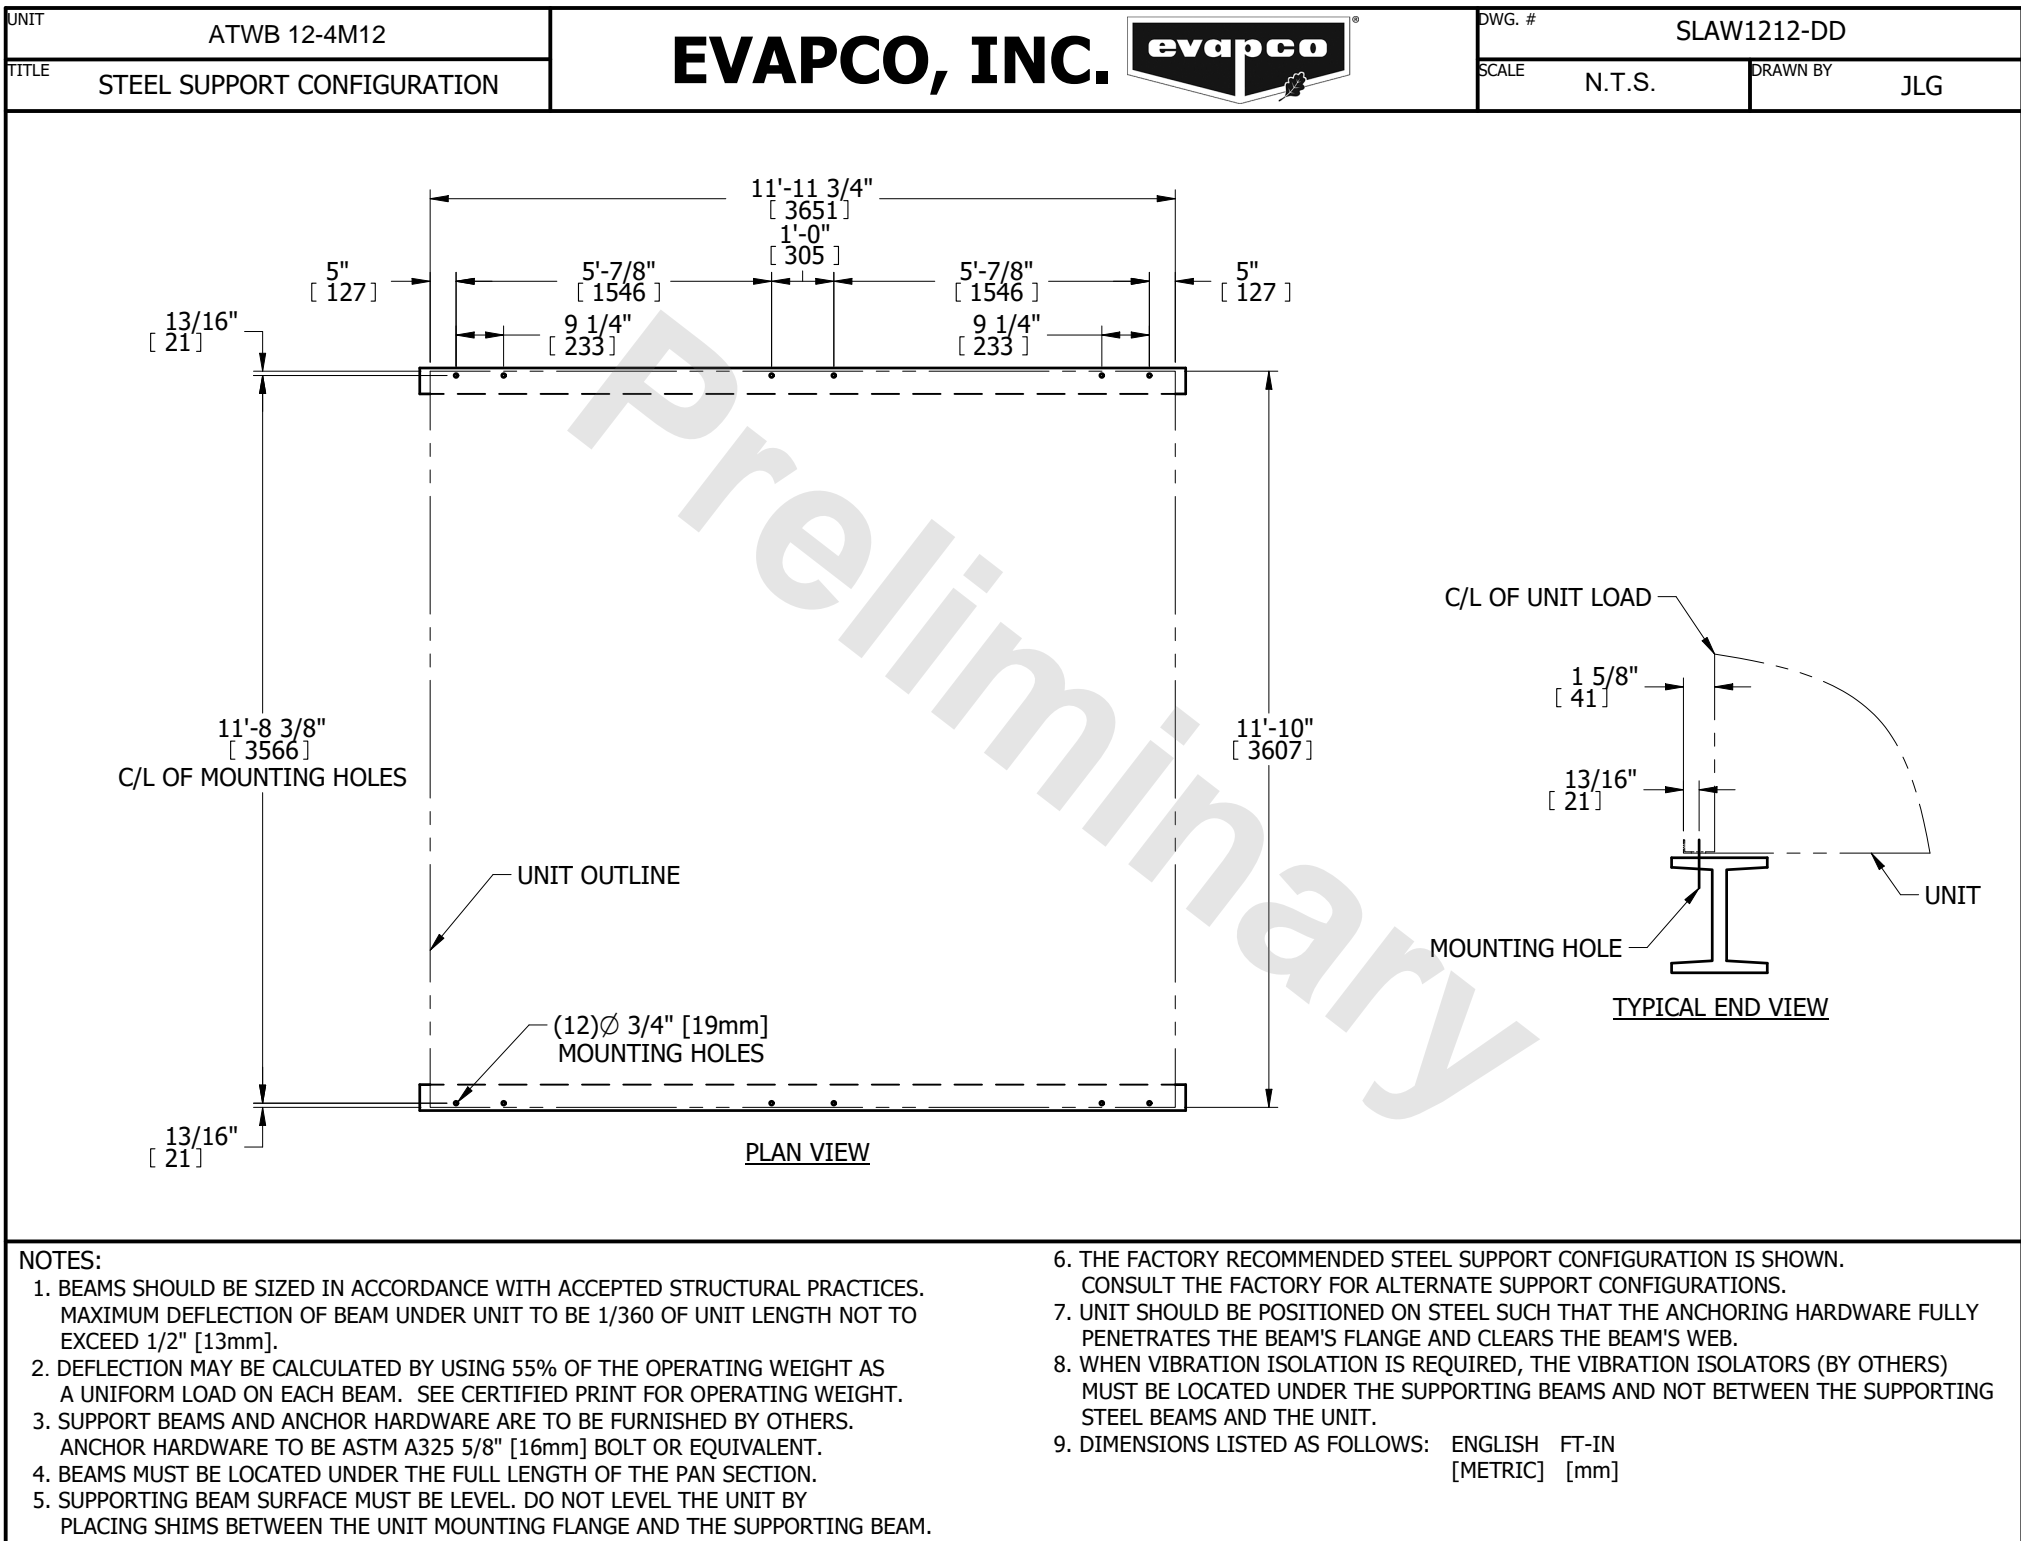 UNIT
ATWB 12-4M12
TITLE
STEEL SUPPORT CONFIGURATION
EVAPCO, INC.
evapco
®
DWG. #
SLAW1212-DD
SCALE
N.T.S.
DRAWN BY
JLG
11'-11 3/4"
[ 3651]
1'-0"
[ 305 ]
5"
[ 127]
5'-7/8"
[ 1546 ]
5'-7/8"
[ 1546 ]
5"
[ 127 ]
13/16"
[ 21]
9 1/4"
[ 233]
9 1/4"
[ 233 ]
11'-8 3/8"
[ 3566]
C/L OF MOUNTING HOLES
11'-10"
[ 3607]
UNIT OUTLINE
(12)∅ 3/4" [19mm]
MOUNTING HOLES
13/16"
[ 21]
PLAN VIEW
C/L OF UNIT LOAD
1 5/8"
[ 41]
13/16"
[ 21]
UNIT
MOUNTING HOLE
TYPICAL END VIEW
Preliminary
NOTES:
1. BEAMS SHOULD BE SIZED IN ACCORDANCE WITH ACCEPTED STRUCTURAL PRACTICES.
MAXIMUM DEFLECTION OF BEAM UNDER UNIT TO BE 1/360 OF UNIT LENGTH NOT TO
EXCEED 1/2" [13mm].
2. DEFLECTION MAY BE CALCULATED BY USING 55% OF THE OPERATING WEIGHT AS
A UNIFORM LOAD ON EACH BEAM. SEE CERTIFIED PRINT FOR OPERATING WEIGHT.
3. SUPPORT BEAMS AND ANCHOR HARDWARE ARE TO BE FURNISHED BY OTHERS.
ANCHOR HARDWARE TO BE ASTM A325 5/8" [16mm] BOLT OR EQUIVALENT.
4. BEAMS MUST BE LOCATED UNDER THE FULL LENGTH OF THE PAN SECTION.
5. SUPPORTING BEAM SURFACE MUST BE LEVEL. DO NOT LEVEL THE UNIT BY
PLACING SHIMS BETWEEN THE UNIT MOUNTING FLANGE AND THE SUPPORTING BEAM.
6. THE FACTORY RECOMMENDED STEEL SUPPORT CONFIGURATION IS SHOWN.
CONSULT THE FACTORY FOR ALTERNATE SUPPORT CONFIGURATIONS.
7. UNIT SHOULD BE POSITIONED ON STEEL SUCH THAT THE ANCHORING HARDWARE FULLY
PENETRATES THE BEAM'S FLANGE AND CLEARS THE BEAM'S WEB.
8. WHEN VIBRATION ISOLATION IS REQUIRED, THE VIBRATION ISOLATORS (BY OTHERS)
MUST BE LOCATED UNDER THE SUPPORTING BEAMS AND NOT BETWEEN THE SUPPORTING
STEEL BEAMS AND THE UNIT.
9. DIMENSIONS LISTED AS FOLLOWS: ENGLISH FT-IN
[METRIC] [mm]